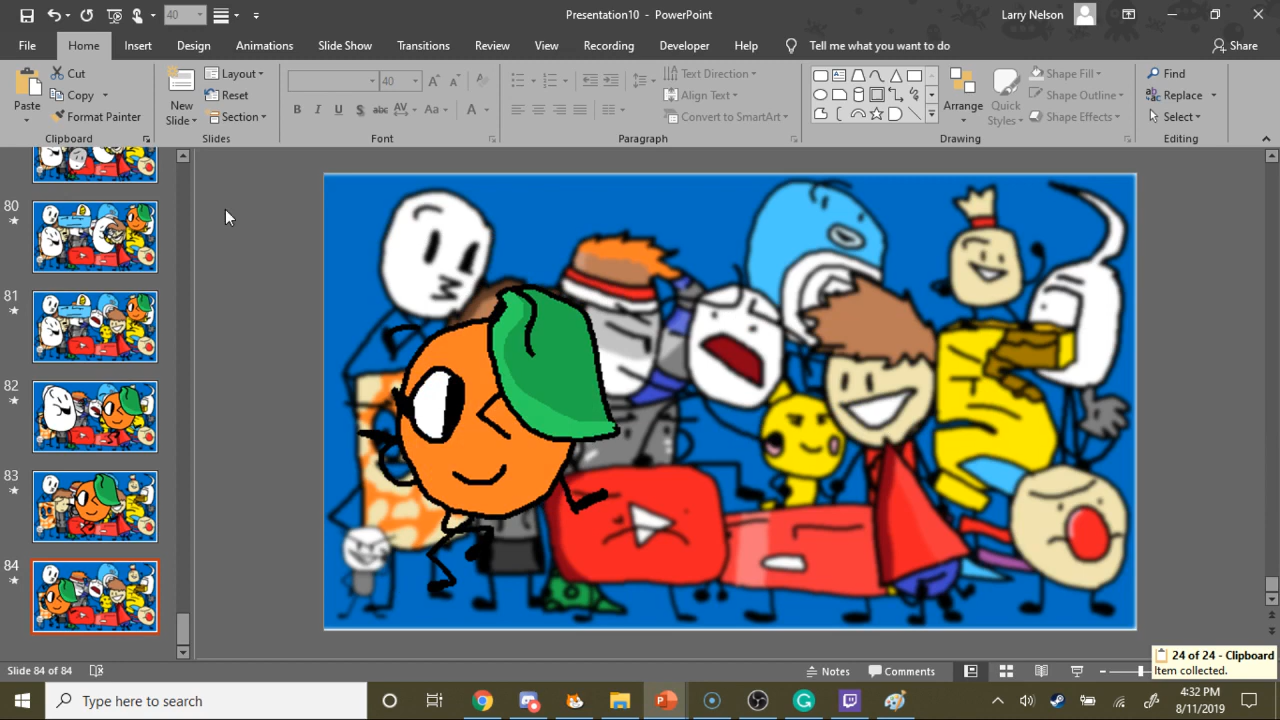 40
Presentation10 - PowerPoint
Larry Nelson
File Home Insert Design Animations Slide Show Transitions Review View Recording Developer Help Tell me what you want to do Share
Paste
Cut
Copy
Format Painter
Clipboard
New Slide
Layout
Reset
Section
Slides
40
B I U S abc AV Aa A
Font
Text Direction
Align Text
Convert to SmartArt
Paragraph
Arrange
Quick Styles
Shape Fill
Shape Outline
Shape Effects
Drawing
Find
Replace
Select
Editing
80
81
82
83
84
24 of 24 - Clipboard
Item collected.
Slide 84 of 84
Notes
Comments
Type here to search
4:32 PM
8/11/2019